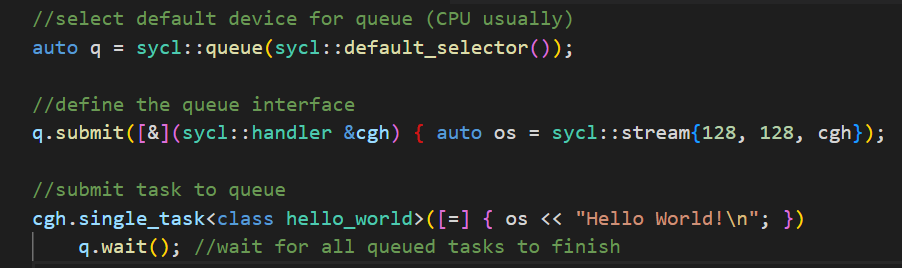 //select default device for queue (CPU usually)
auto q = sycl::queue(sycl::default_selector());
//define the queue interface
q.submit([&](sycl::handler &cgh) { auto os = sycl::stream{128, 128, cgh});
//submit task to queue
cgh.single_task<class hello_world>([=] { os << "Hello World!\n"; })
q.wait(); //wait for all queued tasks to finish